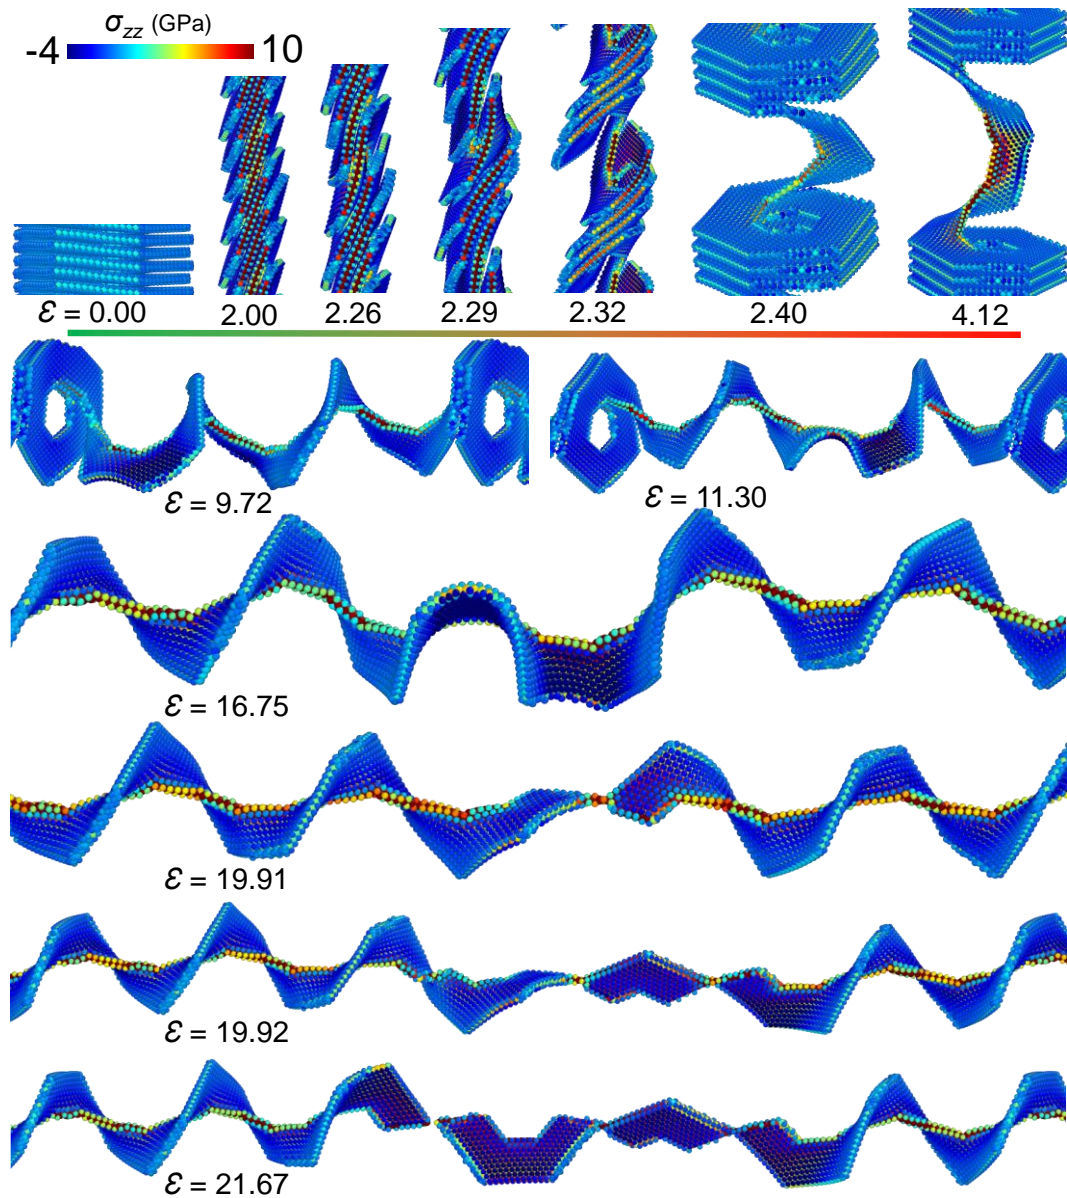 σzz (GPa)
-4 10
ε = 0.00 2.00 2.26 2.29 2.32 2.40 4.12
ε = 9.72 ε = 11.30
ε = 16.75
ε = 19.91
ε = 19.92
ε = 21.67